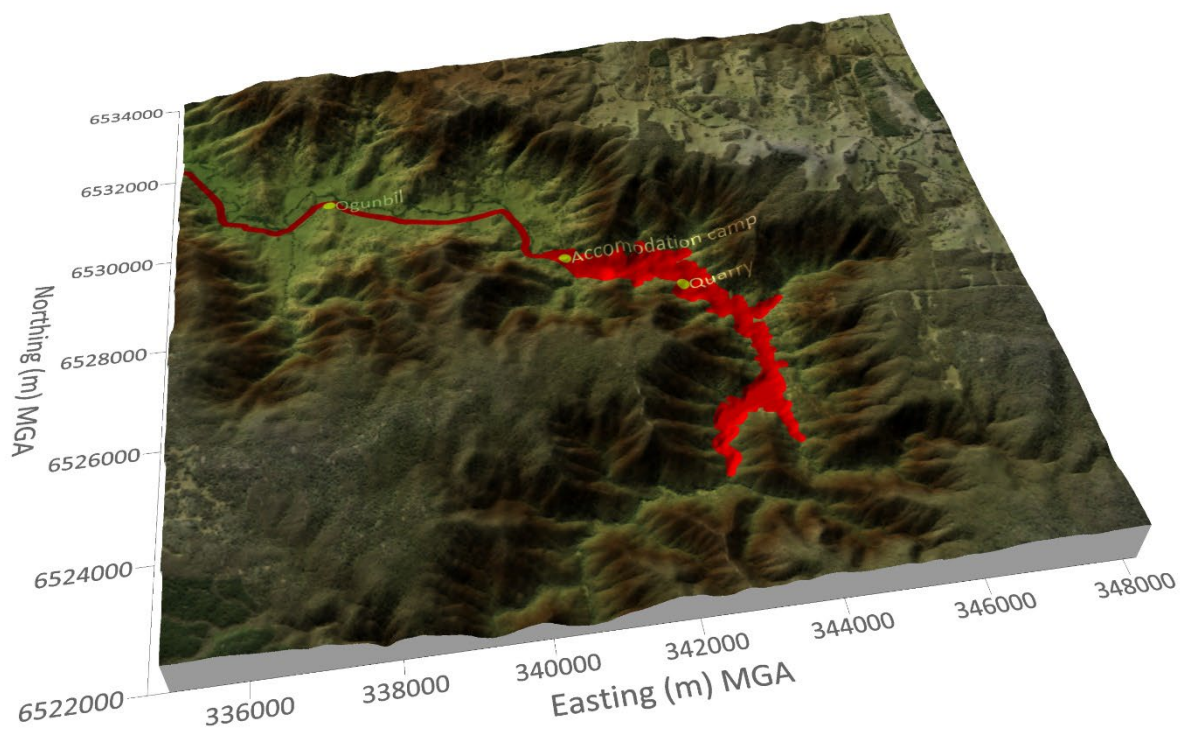 6534000
6532000
Ogunbil
6530000
Accomodation camp
Quarry
Northing (m) MGA
6528000
6526000
6524000
6522000
336000
338000
340000
342000
344000
346000
348000
Easting (m) MGA